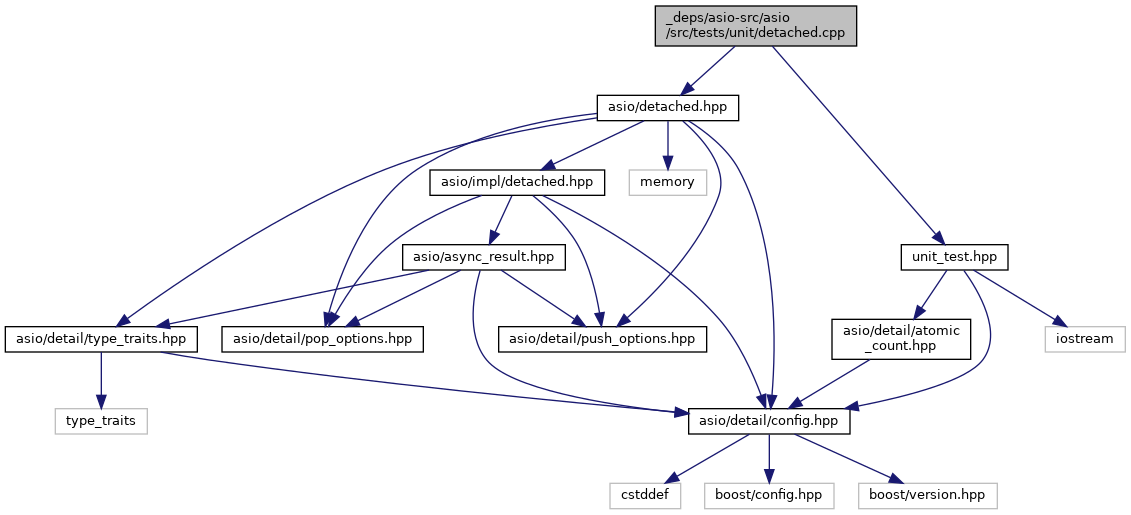 _deps/asio-src/asio
/src/tests/unit/detached.cpp
asio/detached.hpp
asio/impl/detached.hpp
memory
asio/async_result.hpp
unit_test.hpp
asio/detail/type_traits.hpp
asio/detail/pop_options.hpp
asio/detail/push_options.hpp
asio/detail/atomic
_count.hpp
iostream
type_traits
asio/detail/config.hpp
cstddef
boost/config.hpp
boost/version.hpp